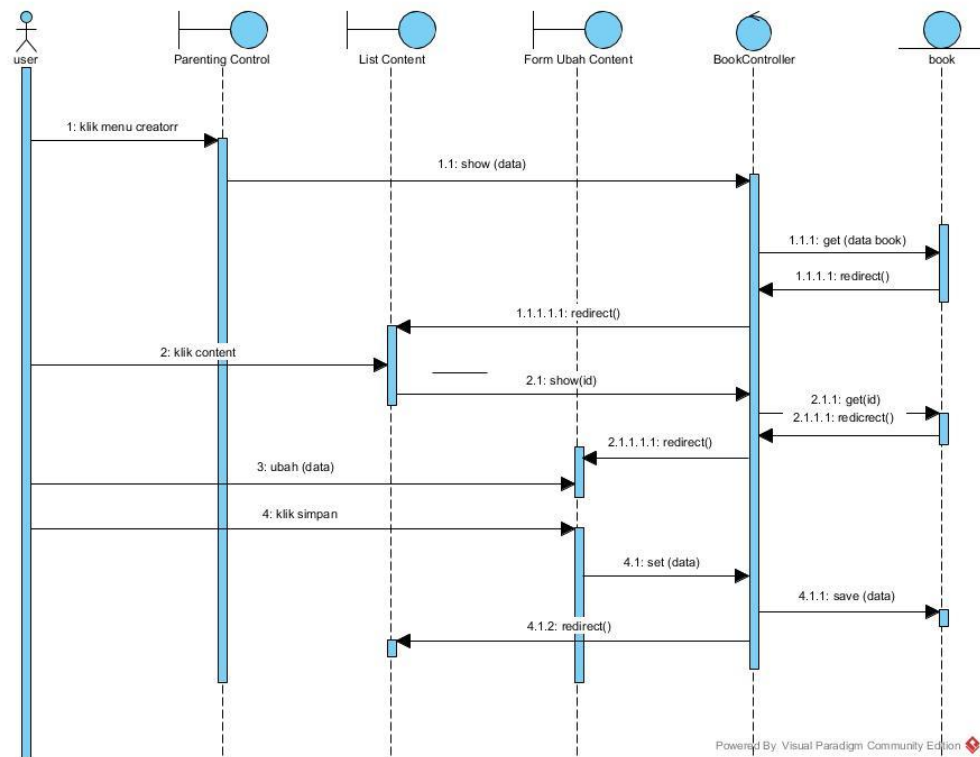 user
Parenting Control
List Content
Form Ubah Content
BookController
book
1: klik menu creatorr
1.1: show (data)
1.1.1: get (data book)
1.1.1.1: redirect()
1.1.1.1.1: redirect()
2: klik content
2.1: show(id)
2.1.1: get(id)
2.1.1.1: redicrect()
2.1.1.1.1: redirect()
3: ubah (data)
4: klik simpan
4.1: set (data)
4.1.1: save (data)
4.1.2: redirect()
Powered By Visual Paradigm Community Edition